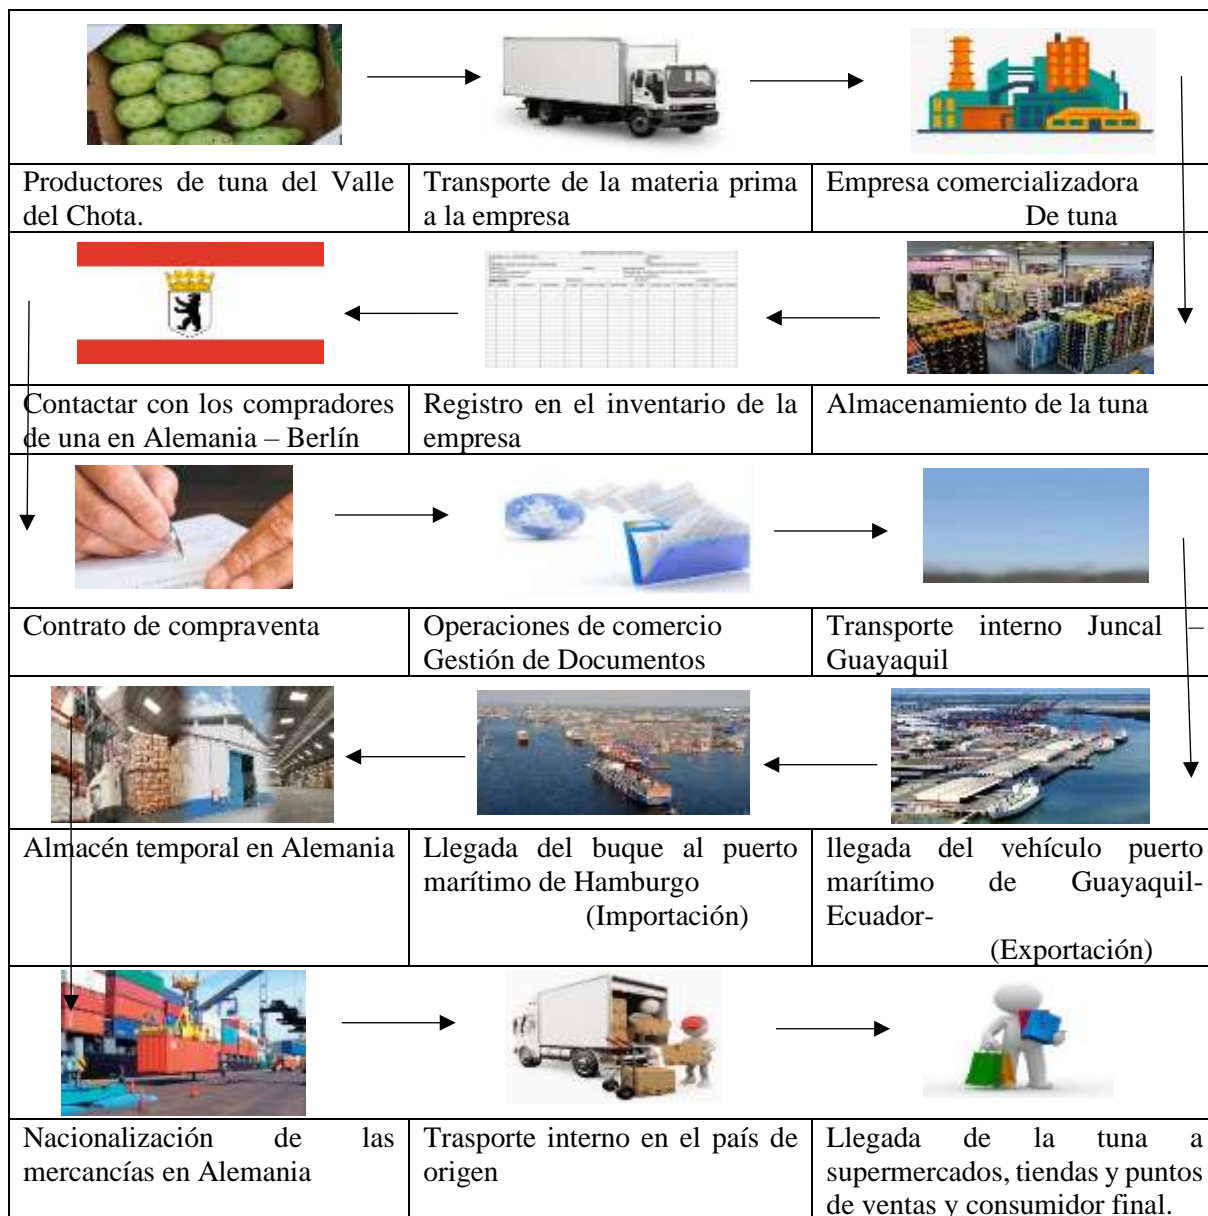 Productores de tuna del Valle
del Chota.
Transporte de la materia prima
a la empresa
Empresa comercializadora
De tuna
Contactar con los compradores
de una en Alemania – Berlín
Registro en el inventario de la
empresa
Almacenamiento de la tuna
Contrato de compraventa
Operaciones de comercio
Gestión de Documentos
Transporte interno Juncal –
Guayaquil
Almacén temporal en Alemania
Llegada del buque al puerto
marítimo de Hamburgo
(Importación)
llegada del vehículo puerto
marítimo de Guayaquil-
Ecuador-
(Exportación)
Nacionalización de las
mercancías en Alemania
Trasporte interno en el país de
origen
Llegada de la tuna a
supermercados, tiendas y puntos
de ventas y consumidor final.